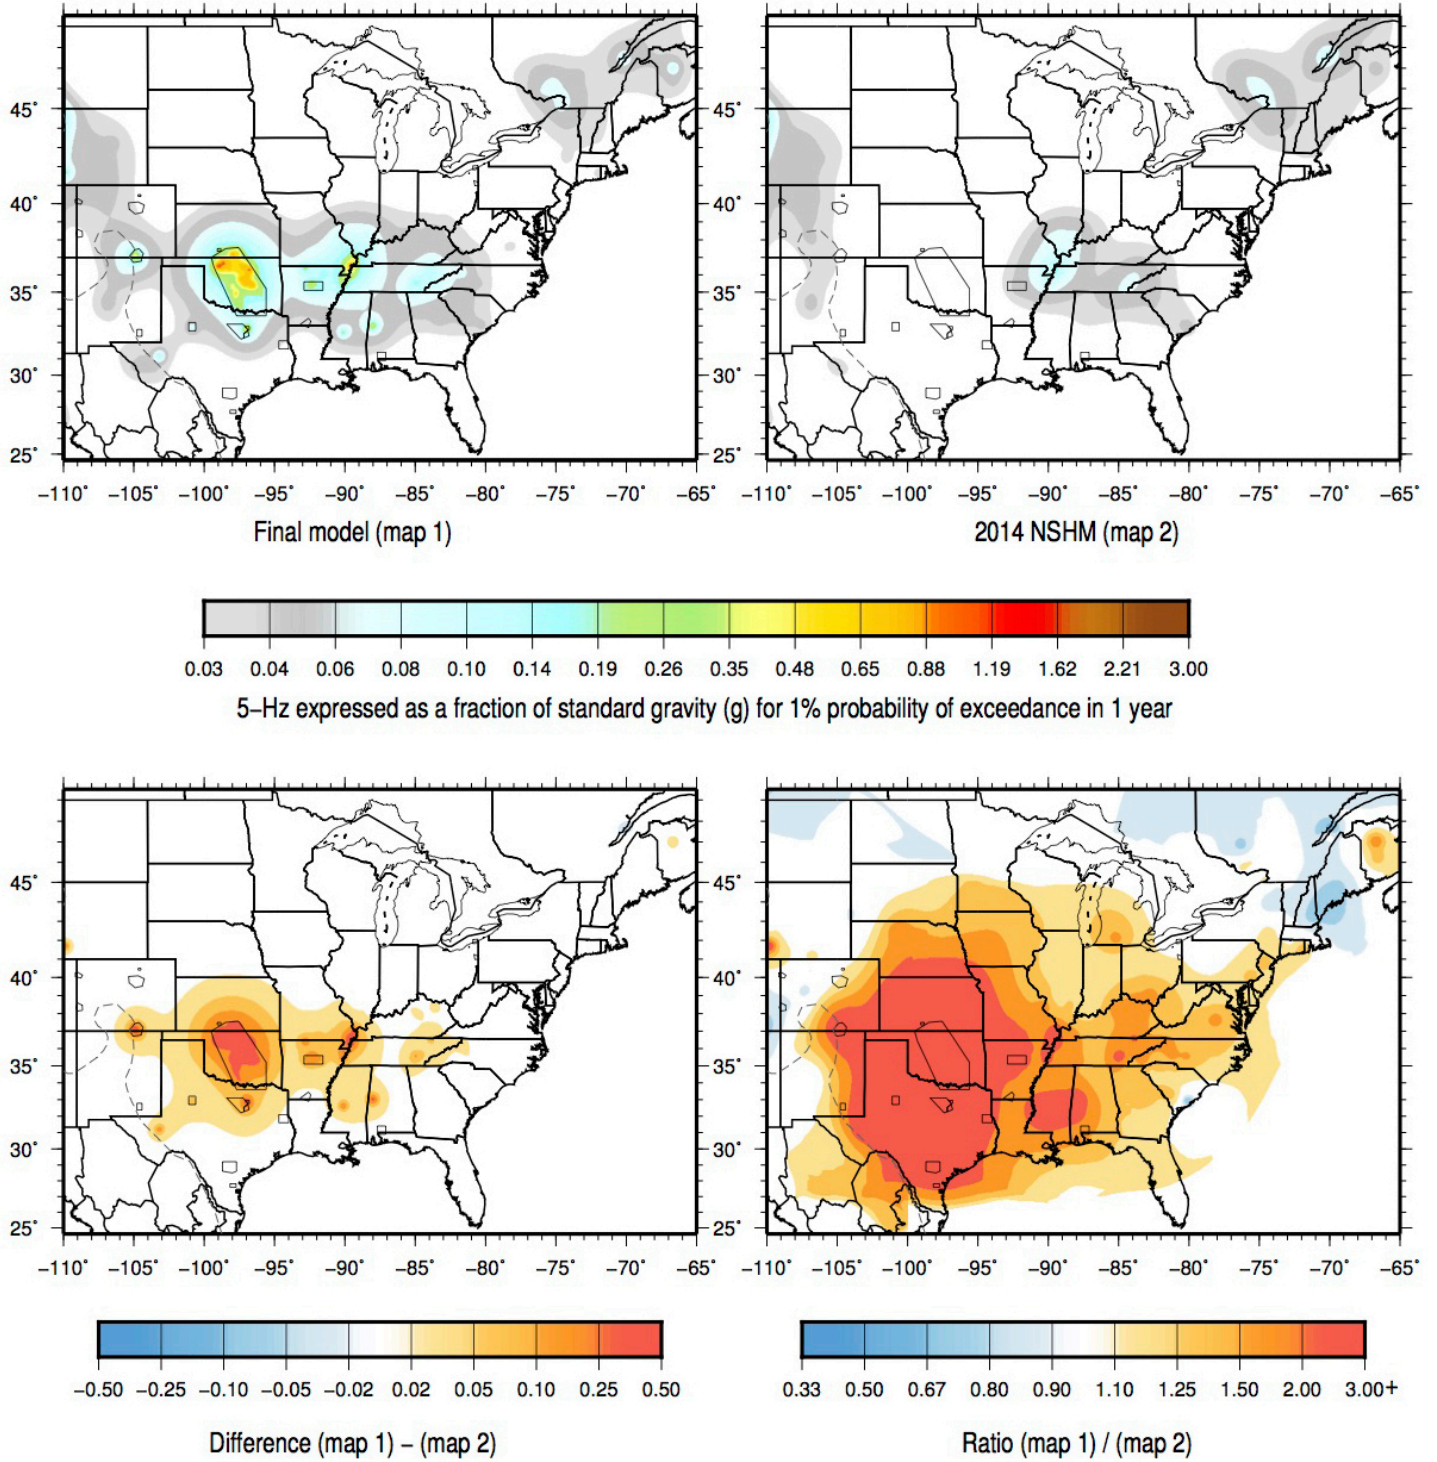 45°
40°
35°
30°
25°
45°
40°
35°
30°
25°
−110° −105° −100° −95° −90° −85° −80° −75° −70° −65°
−110° −105° −100° −95° −90° −85° −80° −75° −70° −65°
Final model (map 1)
2014 NSHM (map 2)
0.03 0.04 0.06 0.08 0.10 0.14 0.19 0.26 0.35 0.48 0.65 0.88 1.19 1.62 2.21 3.00
5−Hz expressed as a fraction of standard gravity (g) for 1% probability of exceedance in 1 year
45°
40°
35°
30°
25°
45°
40°
35°
30°
25°
−110° −105° −100° −95° −90° −85° −80° −75° −70° −65°
−110° −105° −100° −95° −90° −85° −80° −75° −70° −65°
−0.50 −0.25 −0.10 −0.05 −0.02 0.02 0.05 0.10 0.25 0.50
0.33 0.50 0.67 0.80 0.90 1.10 1.25 1.50 2.00 3.00+
Difference (map 1) − (map 2)
Ratio (map 1) / (map 2)